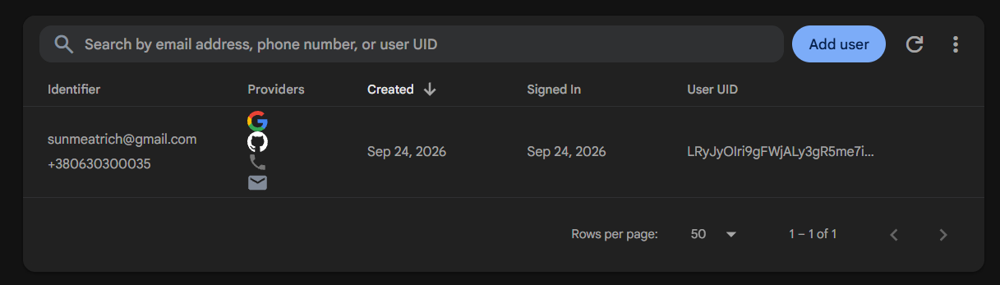 Search by email address, phone number, or user UID
Add user
Identifier Providers Created Signed In User UID
sunmeatrich@gmail.com
+380630300035
Sep 24, 2026 Sep 24, 2026 LRyJyOIri9gFWjALy3gR5me7i...
Rows per page: 50 1 – 1 of 1